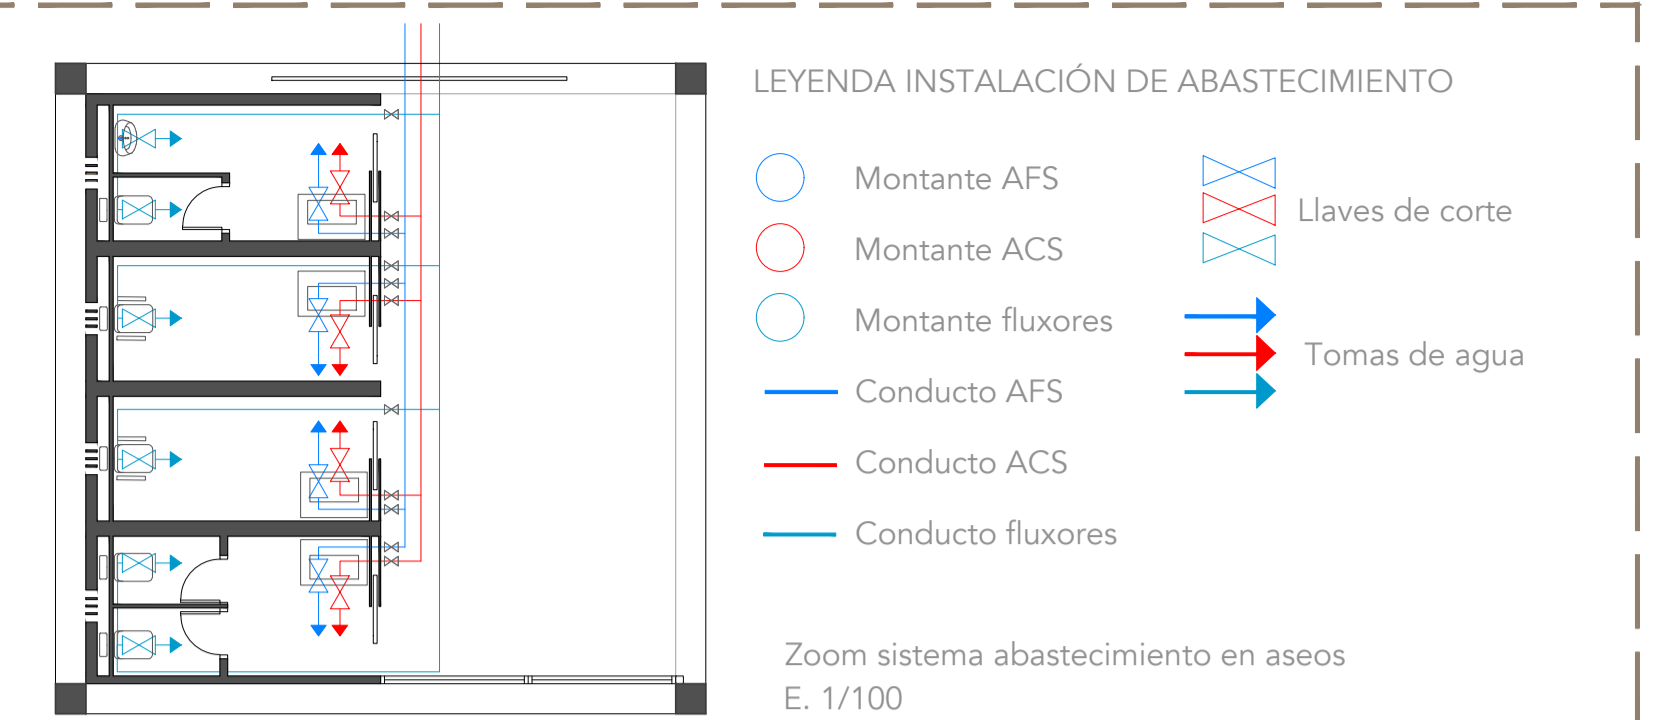 LEYENDA INSTALACIÓN DE ABASTECIMIENTO
Montante AFS
Montante ACS
Montante fluxores
Conducto AFS
Conducto ACS
Conducto fluxores
Llaves de corte
Tomas de agua
Zoom sistema abastecimiento en aseos
E. 1/100